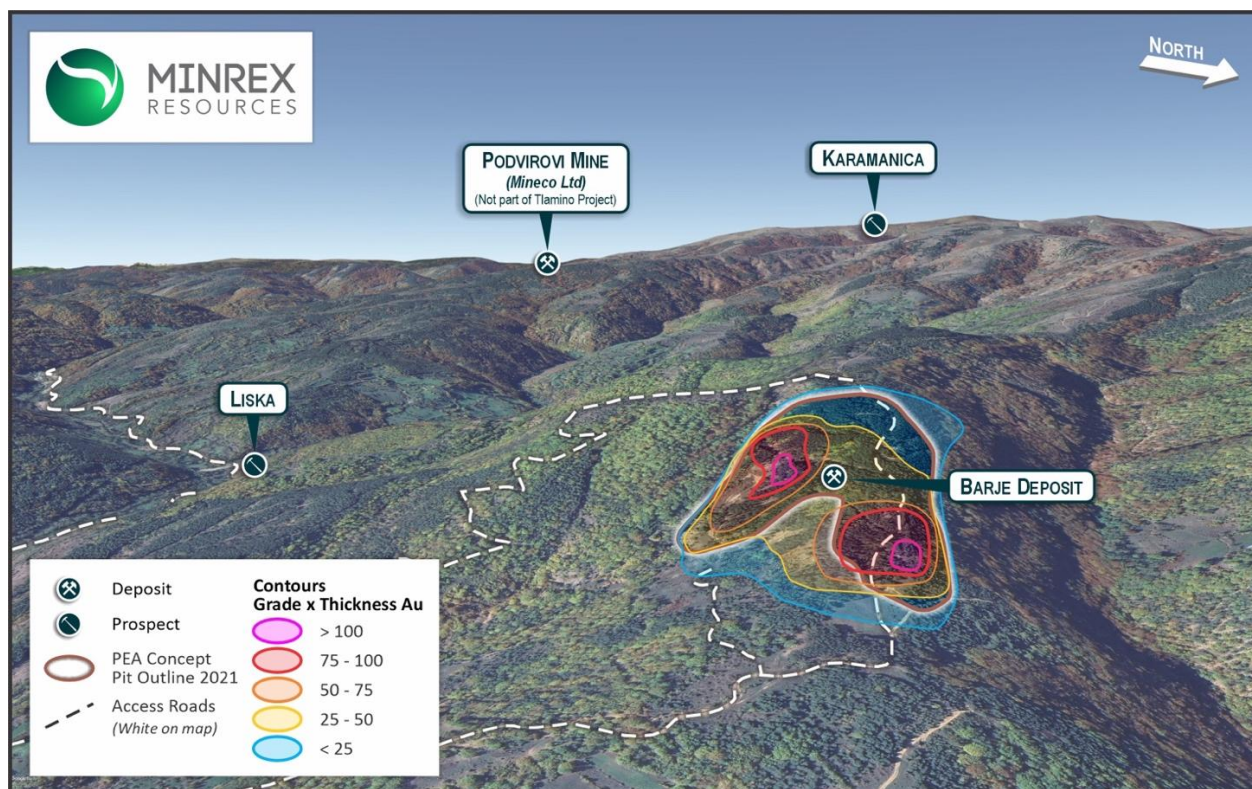 MINREX
RESOURCES
NORTH
PODVIROVI MINE
(Mineco Ltd)
(Not part of Tlamino Project)
KARAMANICA
LISKA
BARJE DEPOSIT
Deposit
Prospect
PEA Concept
Pit Outline 2021
Access Roads
(White on map)
Contours
Grade x Thickness Au
> 100
75 - 100
50 - 75
25 - 50
< 25